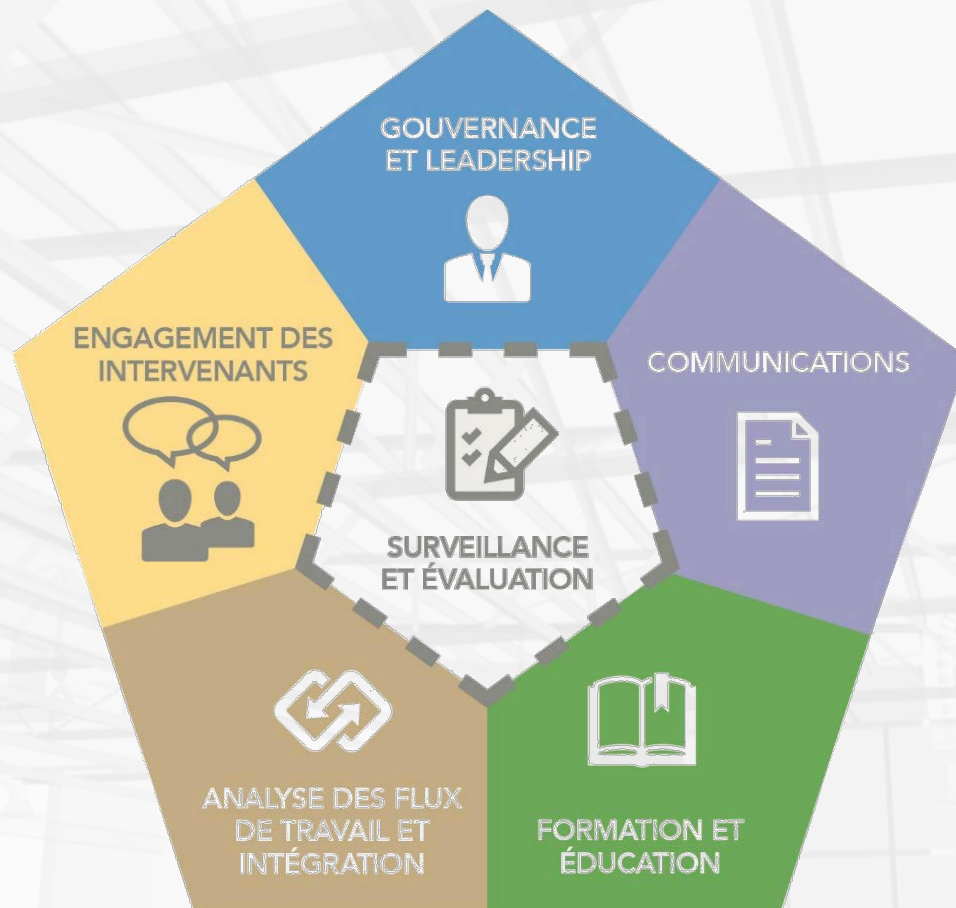 GOUVERNANCE
ET LEADERSHIP
ENGAGEMENT DES
INTERVENANTS
COMMUNICATIONS
SURVEILLANCE
ET ÉVALUATION
ANALYSE DES FLUX
DE TRAVAIL ET
INTÉGRATION
FORMATION ET
ÉDUCATION